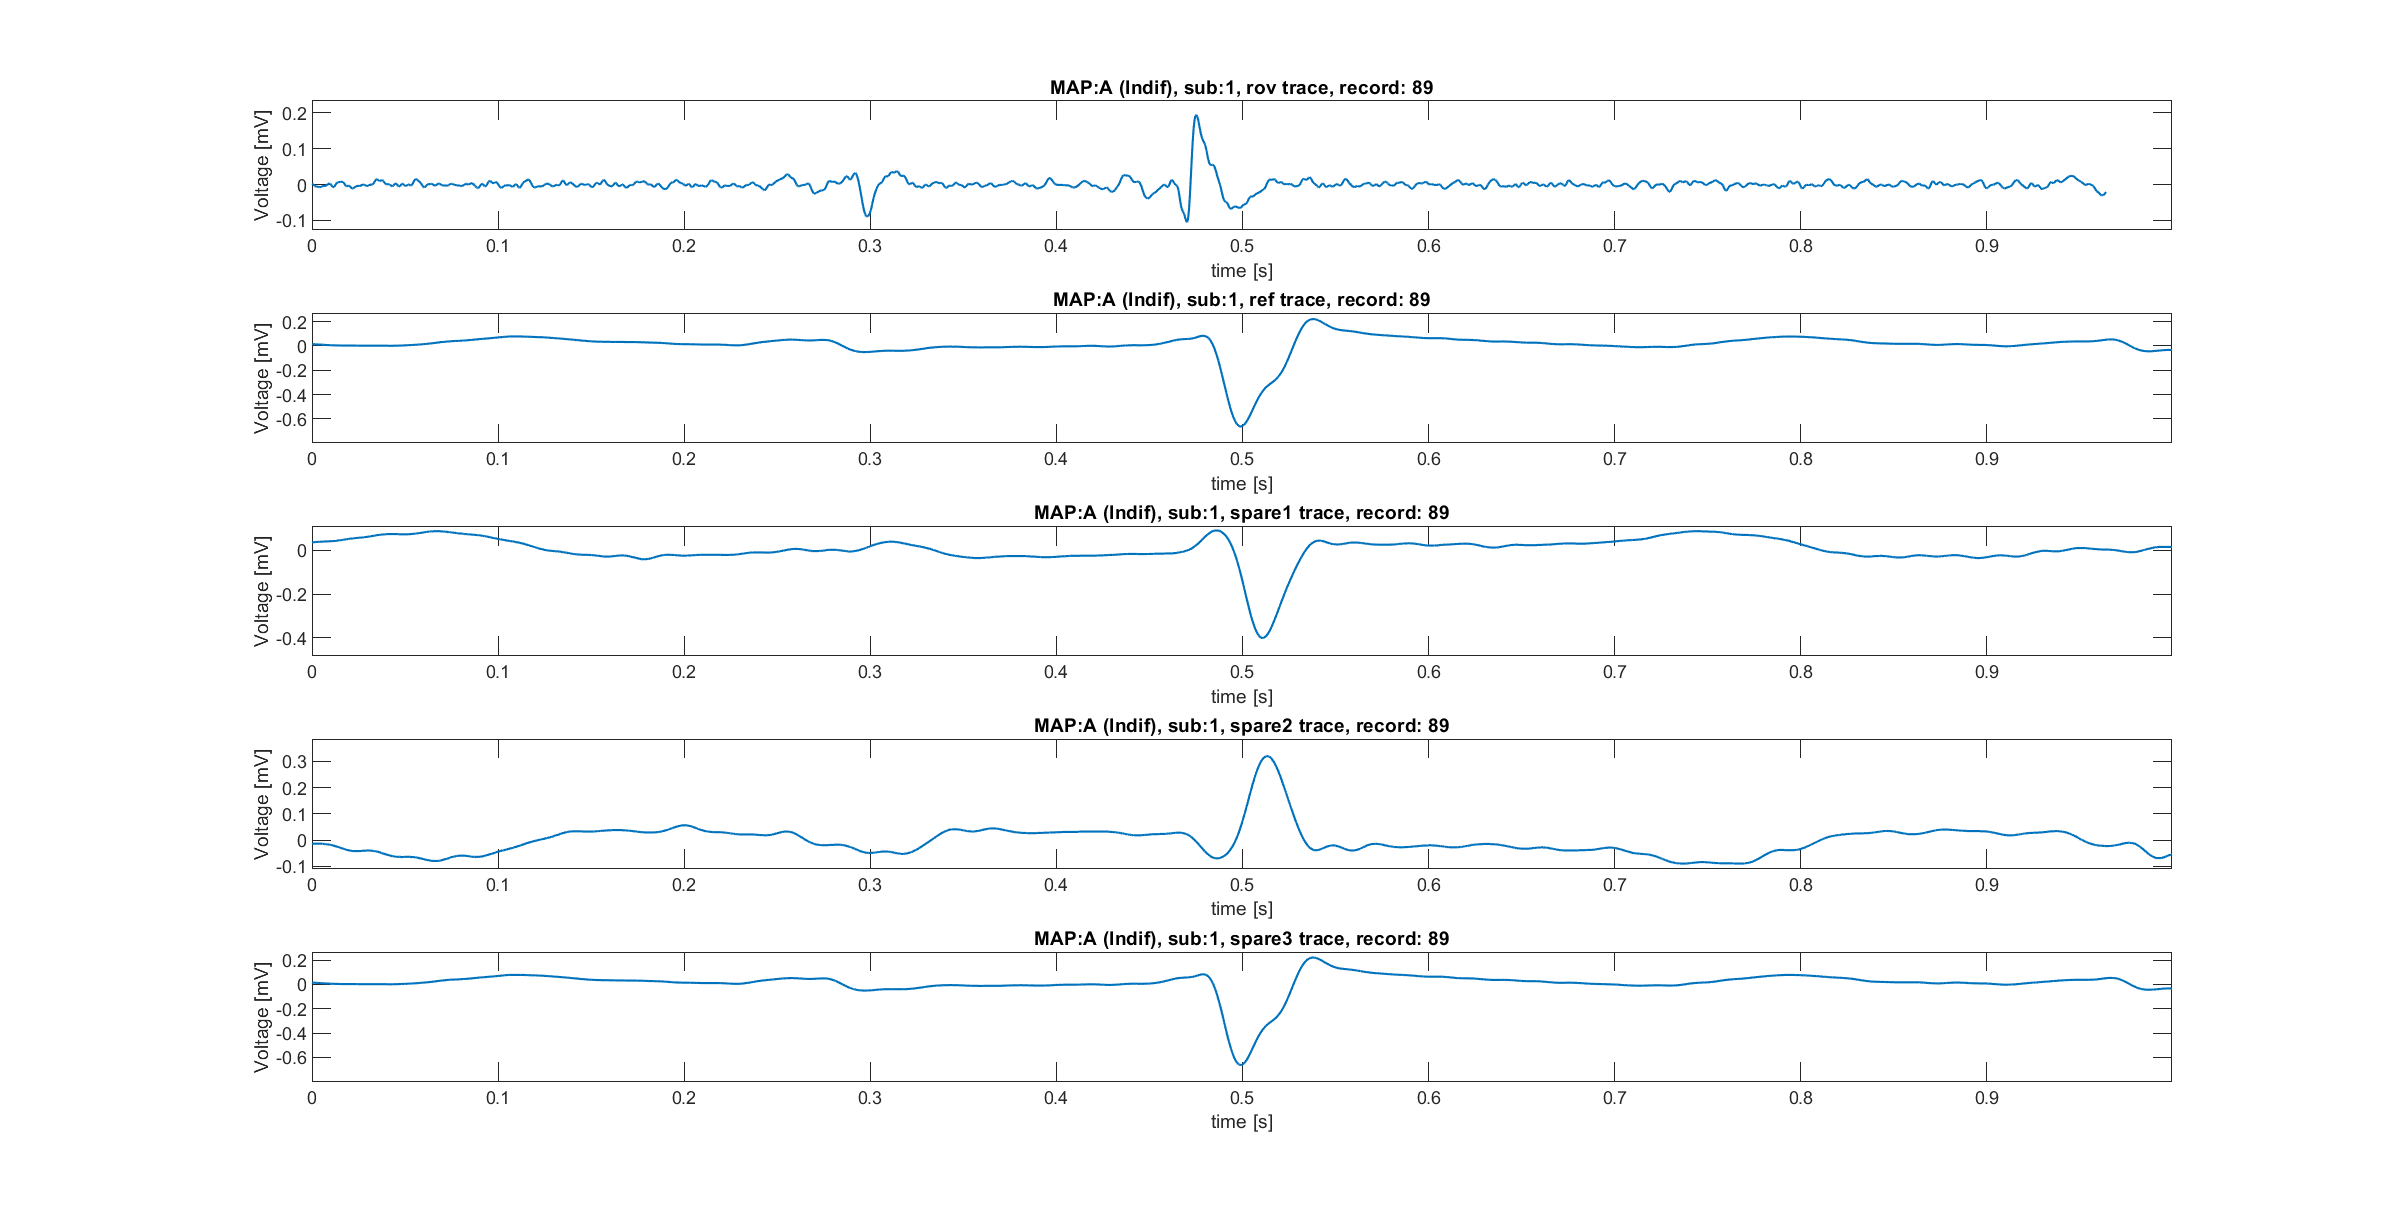 MAP:A (Indif), sub:1, rov trace, record: 89
Voltage [mV]
0.2
0.1
0
-0.1
0 0.1 0.2 0.3 0.4 0.5 0.6 0.7 0.8 0.9
time [s]
MAP:A (Indif), sub:1, ref trace, record: 89
Voltage [mV]
0.2
0
-0.2
-0.4
-0.6
0 0.1 0.2 0.3 0.4 0.5 0.6 0.7 0.8 0.9
time [s]
MAP:A (Indif), sub:1, spare1 trace, record: 89
Voltage [mV]
0
-0.2
-0.4
0 0.1 0.2 0.3 0.4 0.5 0.6 0.7 0.8 0.9
time [s]
MAP:A (Indif), sub:1, spare2 trace, record: 89
Voltage [mV]
0.3
0.2
0.1
0
-0.1
0 0.1 0.2 0.3 0.4 0.5 0.6 0.7 0.8 0.9
time [s]
MAP:A (Indif), sub:1, spare3 trace, record: 89
Voltage [mV]
0.2
0
-0.2
-0.4
-0.6
0 0.1 0.2 0.3 0.4 0.5 0.6 0.7 0.8 0.9
time [s]